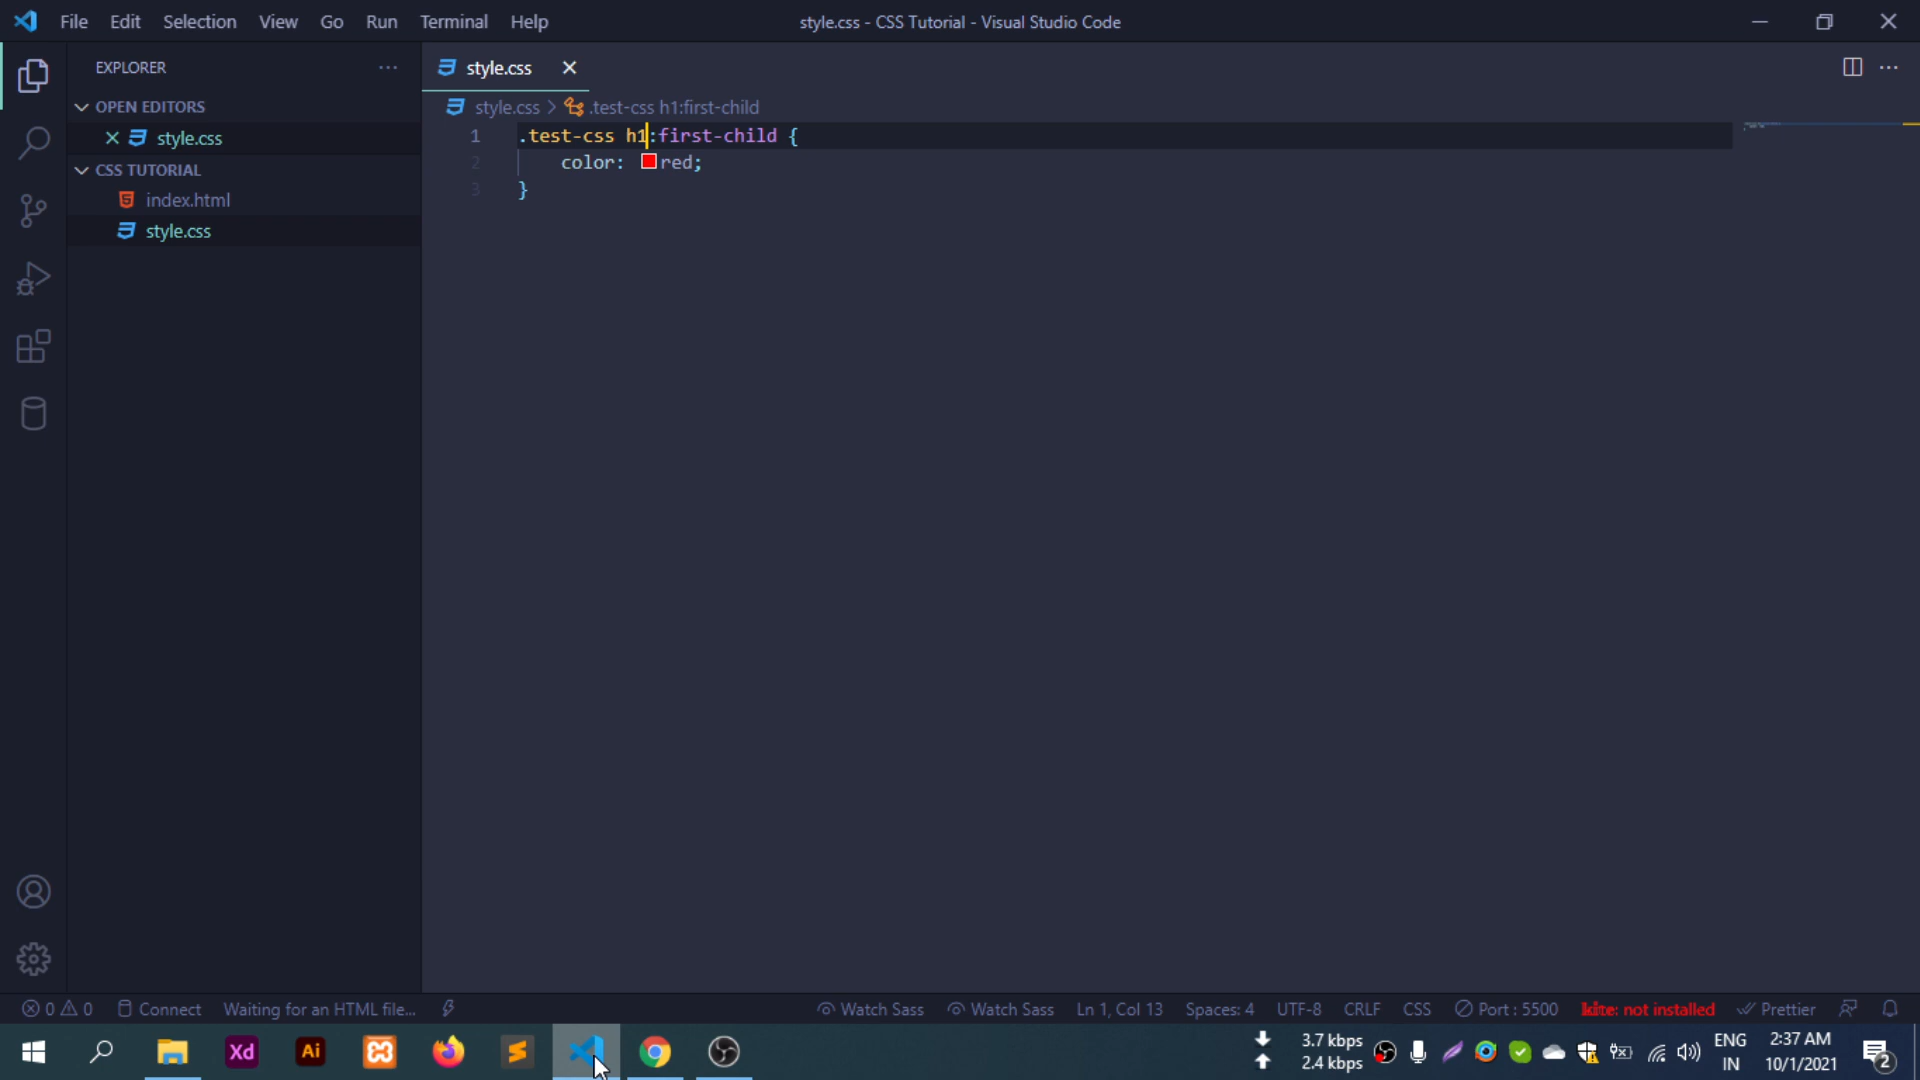 File Edit Selection View Go Run Terminal Help
style.css - CSS Tutorial - Visual Studio Code
EXPLORER
OPEN EDITORS
style.css
CSS TUTORIAL
index.html
style.css
style.css
style.css > .test-css h1:first-child
1 .test-css h1:first-child {
2 color: red;
3 }
0 0 Connect Waiting for an HTML file... Watch Sass Watch Sass Ln 1, Col 13 Spaces: 4 UTF-8 CRLF CSS Port : 5500 kite: not installed Prettier
Xd Ai
3.7 kbps
2.4 kbps
ENG
IN
2:37 AM
10/1/2021
2